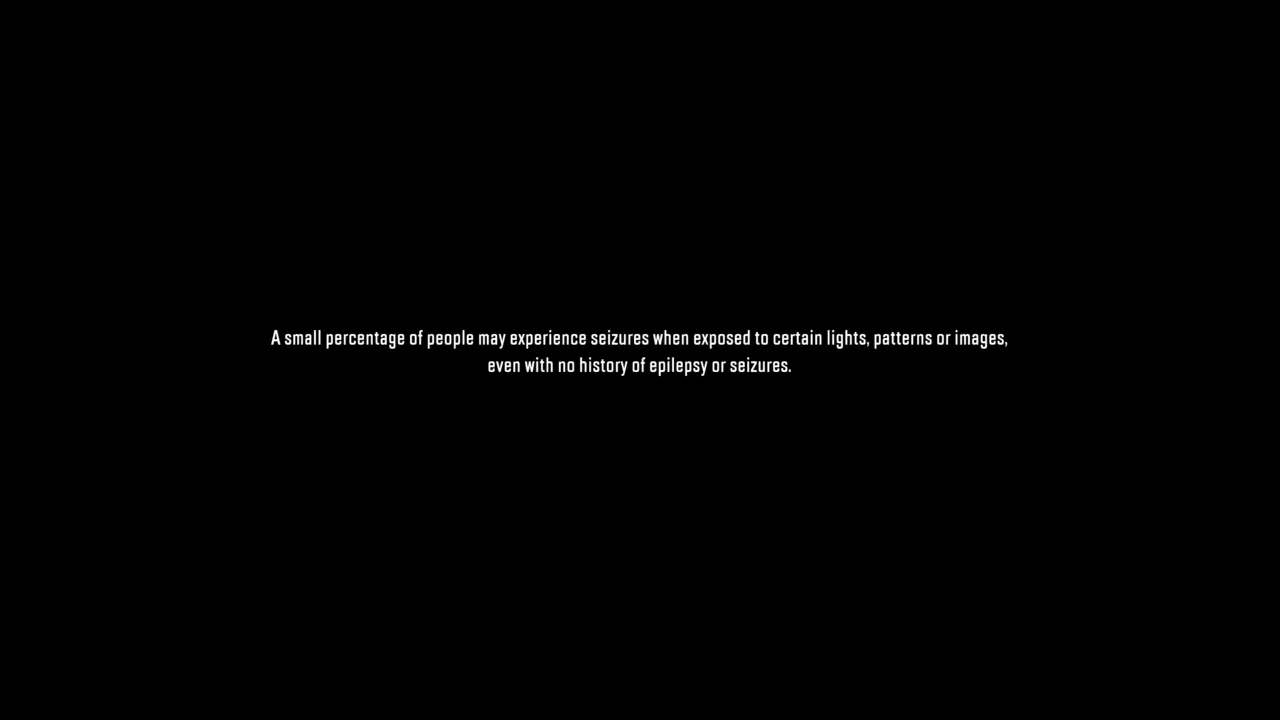 A small percentage of people may experience seizures when exposed to certain lights, patterns or images,
even with no history of epilepsy or seizures.